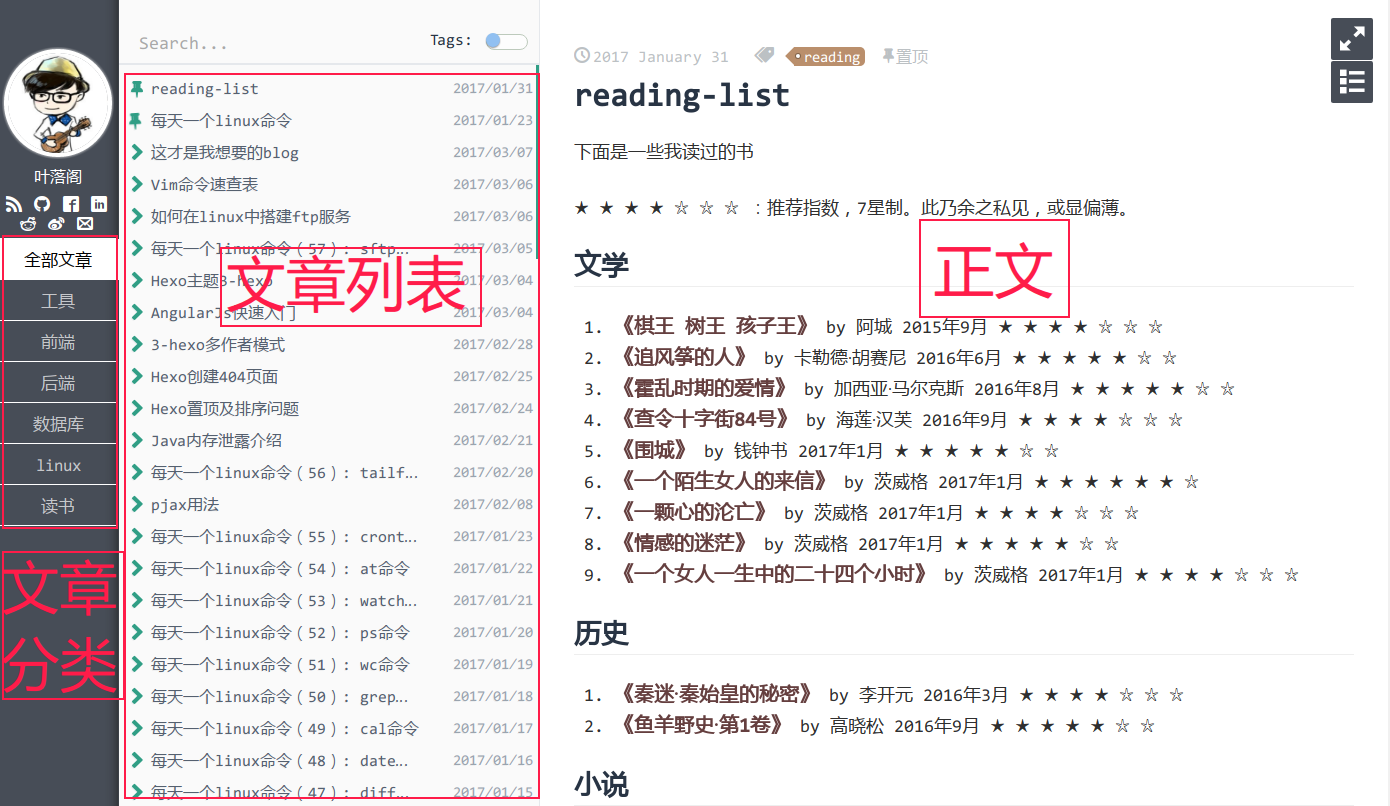 叶落阁
全部文章
工具
前端
后端
数据库
linux
读书
文章
分类
Search...
Tags:
reading-list 2017/01/31
每天一个linux命令 2017/01/23
这才是我想要的blog 2017/03/07
Vim命令速查表 2017/03/06
如何在linux中搭建ftp服务 2017/03/06
每天一个linux命令（57）: sftp… 2017/03/05
Hexo主题3-hexo 2017/03/04
AngularJs快速入门 2017/03/04
文章列表
3-hexo多作者模式 2017/02/28
Hexo创建404页面 2017/02/25
Hexo置顶及排序问题 2017/02/24
Java内存泄露介绍 2017/02/21
每天一个linux命令（56）: tailf… 2017/02/20
pjax用法 2017/02/08
每天一个linux命令（55）: cront… 2017/01/23
每天一个linux命令（54）: at命令 2017/01/22
每天一个linux命令（53）: watch… 2017/01/21
每天一个linux命令（52）: ps命令 2017/01/20
每天一个linux命令（51）: wc命令 2017/01/19
每天一个linux命令（50）: grep… 2017/01/18
每天一个linux命令（49）: cal命令 2017/01/17
每天一个linux命令（48）: date… 2017/01/16
每天一个linux命令（47）: diff… 2017/01/15
2017 January 31 reading 置顶
reading-list
下面是一些我读过的书
★ ★ ★ ★ ☆ ☆ ☆ ：推荐指数，7星制。此乃余之私见，或显偏薄。
正文
文学
1. 《棋王 树王 孩子王》 by 阿城 2015年9月 ★ ★ ★ ★ ☆ ☆ ☆
2. 《追风筝的人》 by 卡勒德·胡赛尼 2016年6月 ★ ★ ★ ★ ★ ☆ ☆
3. 《霍乱时期的爱情》 by 加西亚·马尔克斯 2016年8月 ★ ★ ★ ★ ★ ☆ ☆
4. 《查令十字街84号》 by 海莲·汉芙 2016年9月 ★ ★ ★ ★ ☆ ☆ ☆
5. 《围城》 by 钱钟书 2017年1月 ★ ★ ★ ★ ★ ☆ ☆
6. 《一个陌生女人的来信》 by 茨威格 2017年1月 ★ ★ ★ ★ ★ ★ ☆
7. 《一颗心的沦亡》 by 茨威格 2017年1月 ★ ★ ★ ★ ☆ ☆ ☆
8. 《情感的迷茫》 by 茨威格 2017年1月 ★ ★ ★ ★ ★ ☆ ☆
9. 《一个女人一生中的二十四个小时》 by 茨威格 2017年1月 ★ ★ ★ ★ ☆ ☆ ☆
历史
1. 《秦迷·秦始皇的秘密》 by 李开元 2016年3月 ★ ★ ★ ★ ☆ ☆ ☆
2. 《鱼羊野史·第1卷》 by 高晓松 2016年9月 ★ ★ ★ ★ ★ ☆ ☆
小说